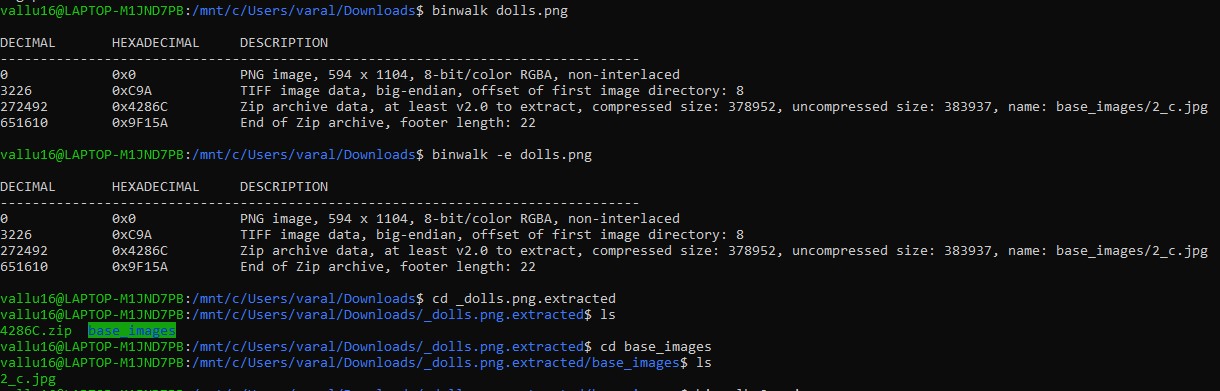 vallu16@LAPTOP-M1JND7PB:/mnt/c/Users/varal/Downloads$ binwalk dolls.png
DECIMAL       HEXADECIMAL     DESCRIPTION
--------------------------------------------------------------------------------
0             0x0             PNG image, 594 x 1104, 8-bit/color RGBA, non-interlaced
3226          0xC9A           TIFF image data, big-endian, offset of first image directory: 8
272492        0x4286C         Zip archive data, at least v2.0 to extract, compressed size: 378952, uncompressed size: 383937, name: base_images/2_c.jpg
651610        0x9F15A         End of Zip archive, footer length: 22
vallu16@LAPTOP-M1JND7PB:/mnt/c/Users/varal/Downloads$ binwalk -e dolls.png
DECIMAL       HEXADECIMAL     DESCRIPTION
--------------------------------------------------------------------------------
0             0x0             PNG image, 594 x 1104, 8-bit/color RGBA, non-interlaced
3226          0xC9A           TIFF image data, big-endian, offset of first image directory: 8
272492        0x4286C         Zip archive data, at least v2.0 to extract, compressed size: 378952, uncompressed size: 383937, name: base_images/2_c.jpg
651610        0x9F15A         End of Zip archive, footer length: 22
vallu16@LAPTOP-M1JND7PB:/mnt/c/Users/varal/Downloads$ cd _dolls.png.extracted
vallu16@LAPTOP-M1JND7PB:/mnt/c/Users/varal/Downloads/_dolls.png.extracted$ ls
4286C.zip  base_images
vallu16@LAPTOP-M1JND7PB:/mnt/c/Users/varal/Downloads/_dolls.png.extracted$ cd base_images
vallu16@LAPTOP-M1JND7PB:/mnt/c/Users/varal/Downloads/_dolls.png.extracted/base_images$ ls
2_c.jpg